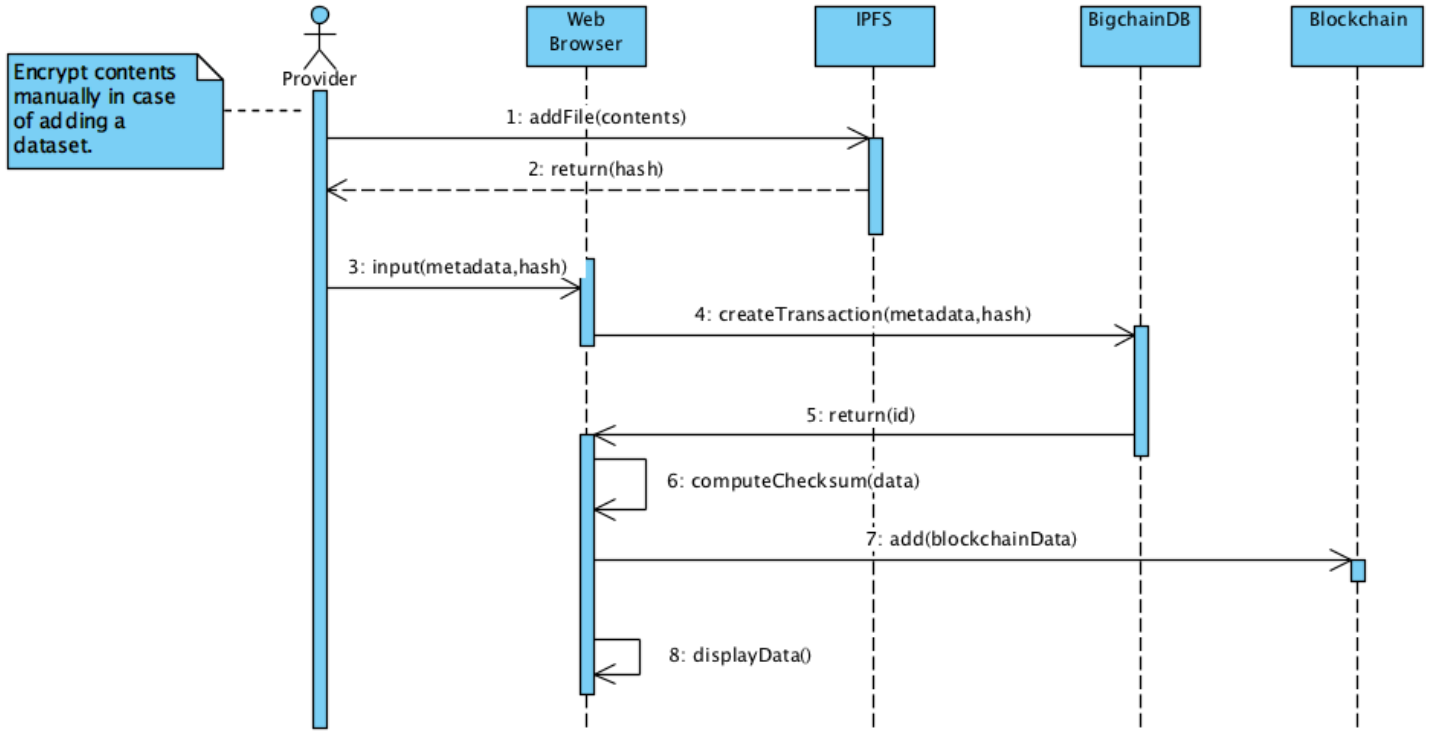 Web
Browser
IPFS
BigchainDB
Blockchain
Provider
Encrypt contents
manually in case
of adding a
dataset.
1: addFile(contents)
2: return(hash)
3: input(metadata,hash)
4: createTransaction(metadata,hash)
5: return(id)
6: computeChecksum(data)
7: add(blockchainData)
8: displayData()